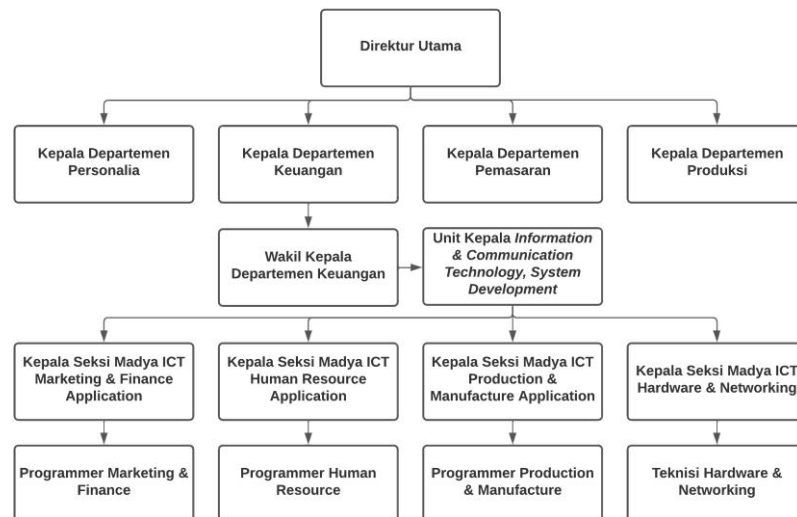 Direktur Utama
Kepala Departemen
Personalia
Kepala Departemen
Keuangan
Kepala Departemen
Pemasaran
Kepala Departemen
Produksi
Wakil Kepala
Departemen Keuangan
Unit Kepala Information
& Communication
Technology, System
Development
Kepala Seksi Madya ICT
Marketing & Finance
Application
Kepala Seksi Madya ICT
Human Resource
Application
Kepala Seksi Madya ICT
Production &
Manufacture Application
Kepala Seksi Madya ICT
Hardware & Networking
Programmer Marketing &
Finance
Programmer Human
Resource
Programmer Production
& Manufacture
Teknisi Hardware &
Networking